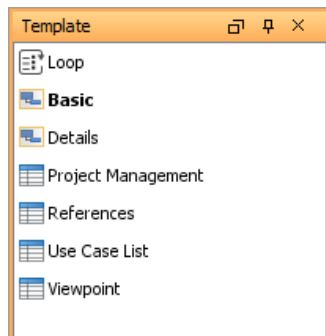 Template
Loop
Basic
Details
Project Management
References
Use Case List
Viewpoint